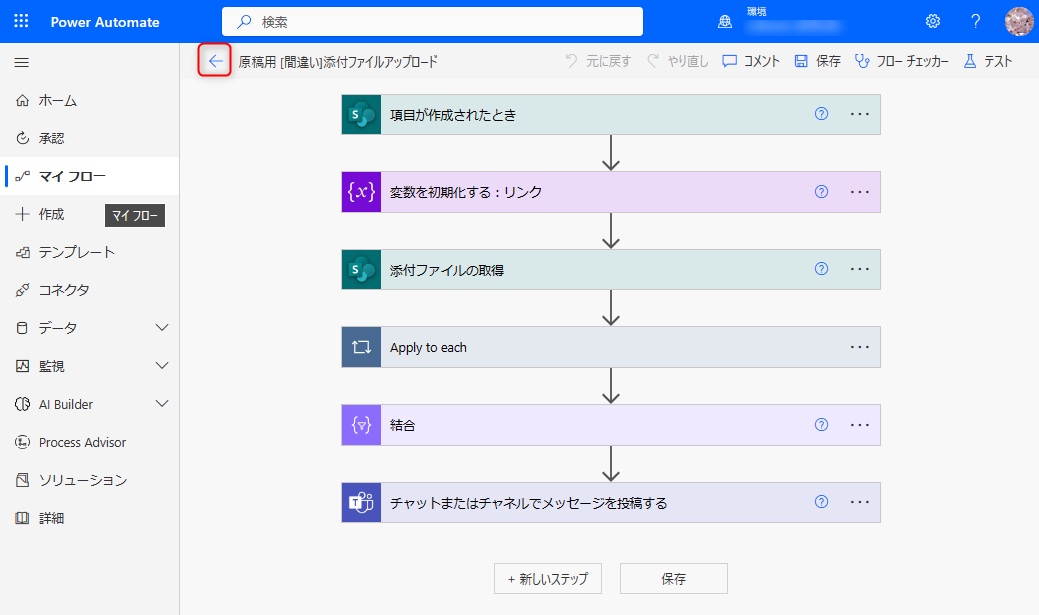 Power Automate
検索
環境
?
原稿用 [間違い]添付ファイルアップロード
元に戻す
やり直し
コメント
保存
フロー チェッカー
テスト
ホーム
承認
マイ フロー
作成
マイ フロー
テンプレート
コネクタ
データ
監視
AI Builder
Process Advisor
ソリューション
詳細
項目が作成されたとき
変数を初期化する：リンク
添付ファイルの取得
Apply to each
結合
チャットまたはチャネルでメッセージを投稿する
+ 新しいステップ
保存